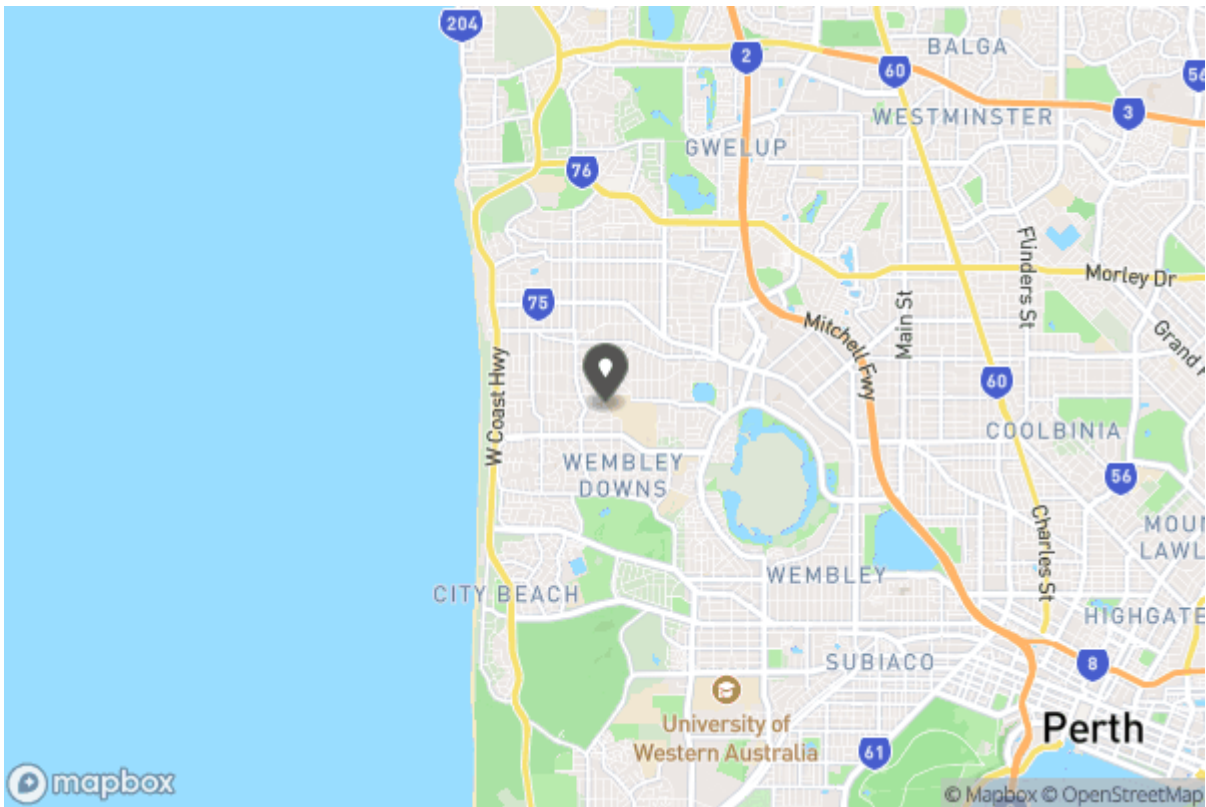 204
2
BALGA
60
56
WESTMINSTER
3
GWELUP
76
Flinders St
Morley Dr
75
Main St
Mitchell Fwy
Grand
W Coast Hwy
60
COOLBINIA
WEMBLEY
DOWNS
56
Charles St
MOUN
LAWL
WEMBLEY
CITY BEACH
HIGHGATE
SUBIACO
8
University of
Western Australia
Perth
61
mapbox
© Mapbox © OpenStreetMap